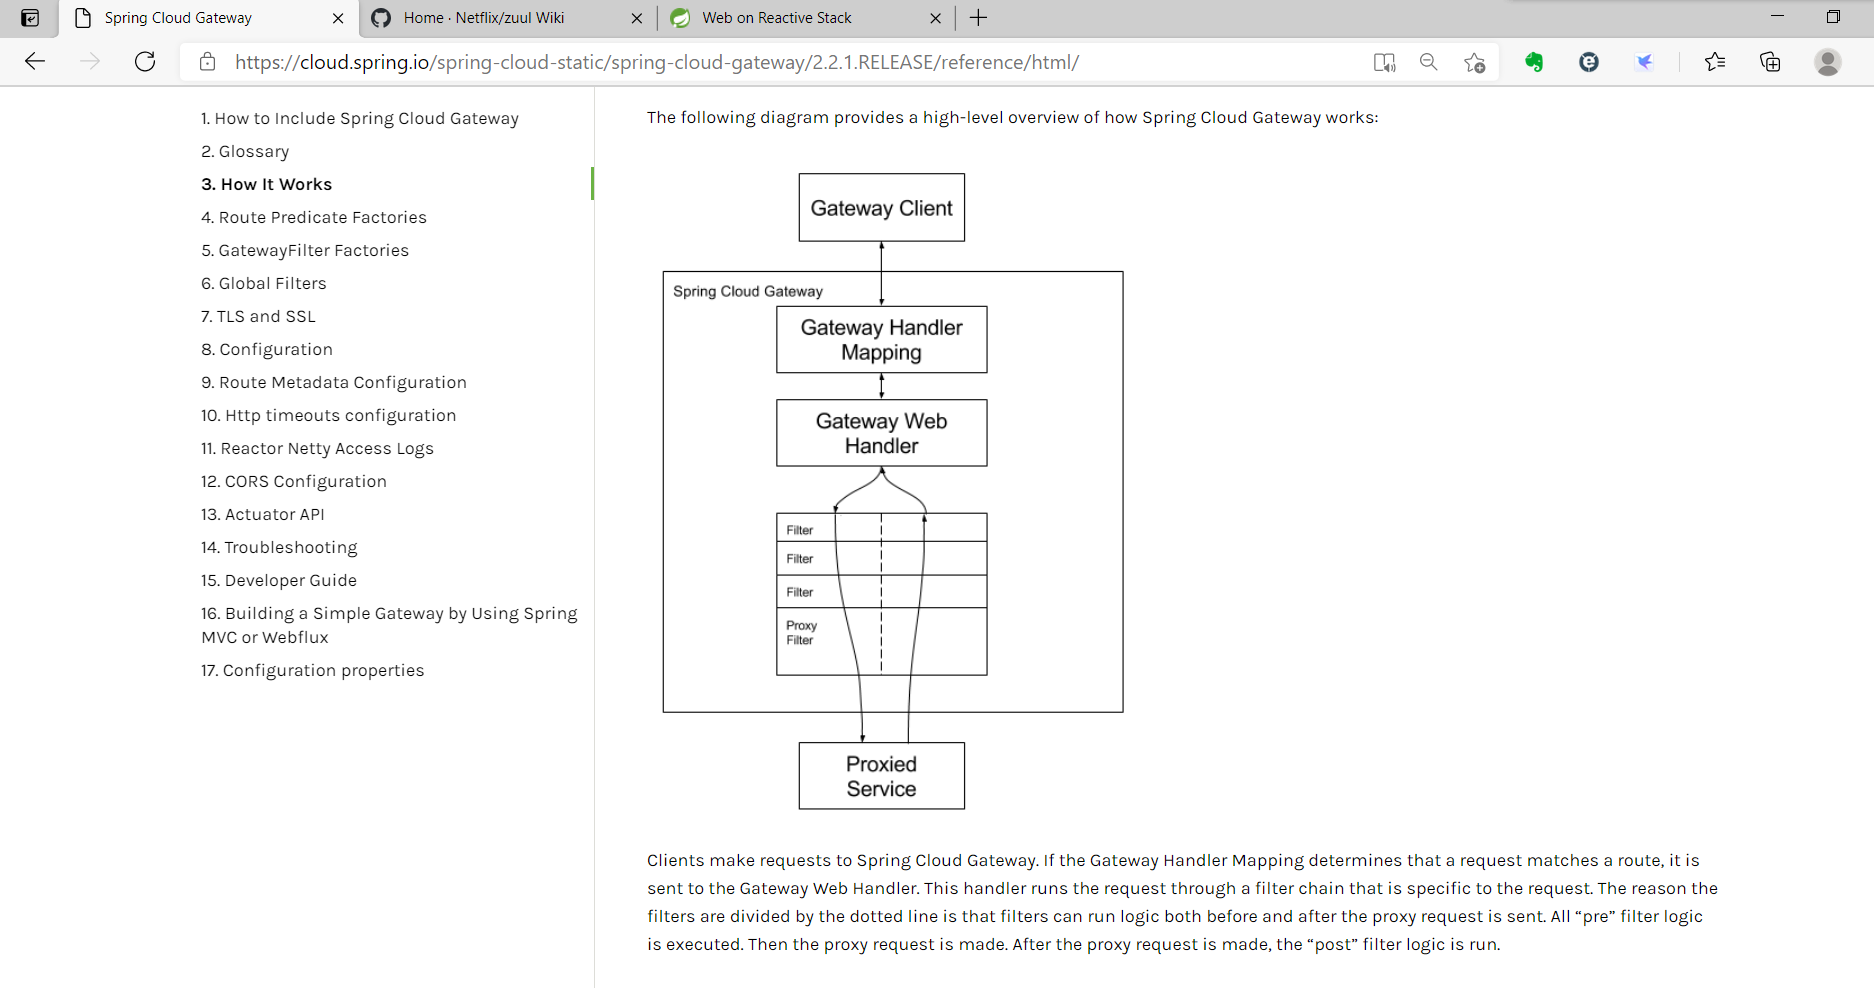 Spring Cloud Gateway
Home · Netflix/zuul Wiki
Web on Reactive Stack
https://cloud.spring.io/spring-cloud-static/spring-cloud-gateway/2.2.1.RELEASE/reference/html/
1. How to Include Spring Cloud Gateway
2. Glossary
3. How It Works
4. Route Predicate Factories
5. GatewayFilter Factories
6. Global Filters
7. TLS and SSL
8. Configuration
9. Route Metadata Configuration
10. Http timeouts configuration
11. Reactor Netty Access Logs
12. CORS Configuration
13. Actuator API
14. Troubleshooting
15. Developer Guide
16. Building a Simple Gateway by Using Spring
MVC or Webflux
17. Configuration properties
The following diagram provides a high-level overview of how Spring Cloud Gateway works:
Gateway Client
Spring Cloud Gateway
Gateway Handler
Mapping
Gateway Web
Handler
Filter
Filter
Filter
Proxy
Filter
Proxied
Service
Clients make requests to Spring Cloud Gateway. If the Gateway Handler Mapping determines that a request matches a route, it is
sent to the Gateway Web Handler. This handler runs the request through a filter chain that is specific to the request. The reason the
filters are divided by the dotted line is that filters can run logic both before and after the proxy request is sent. All “pre” filter logic
is executed. Then the proxy request is made. After the proxy request is made, the “post” filter logic is run.